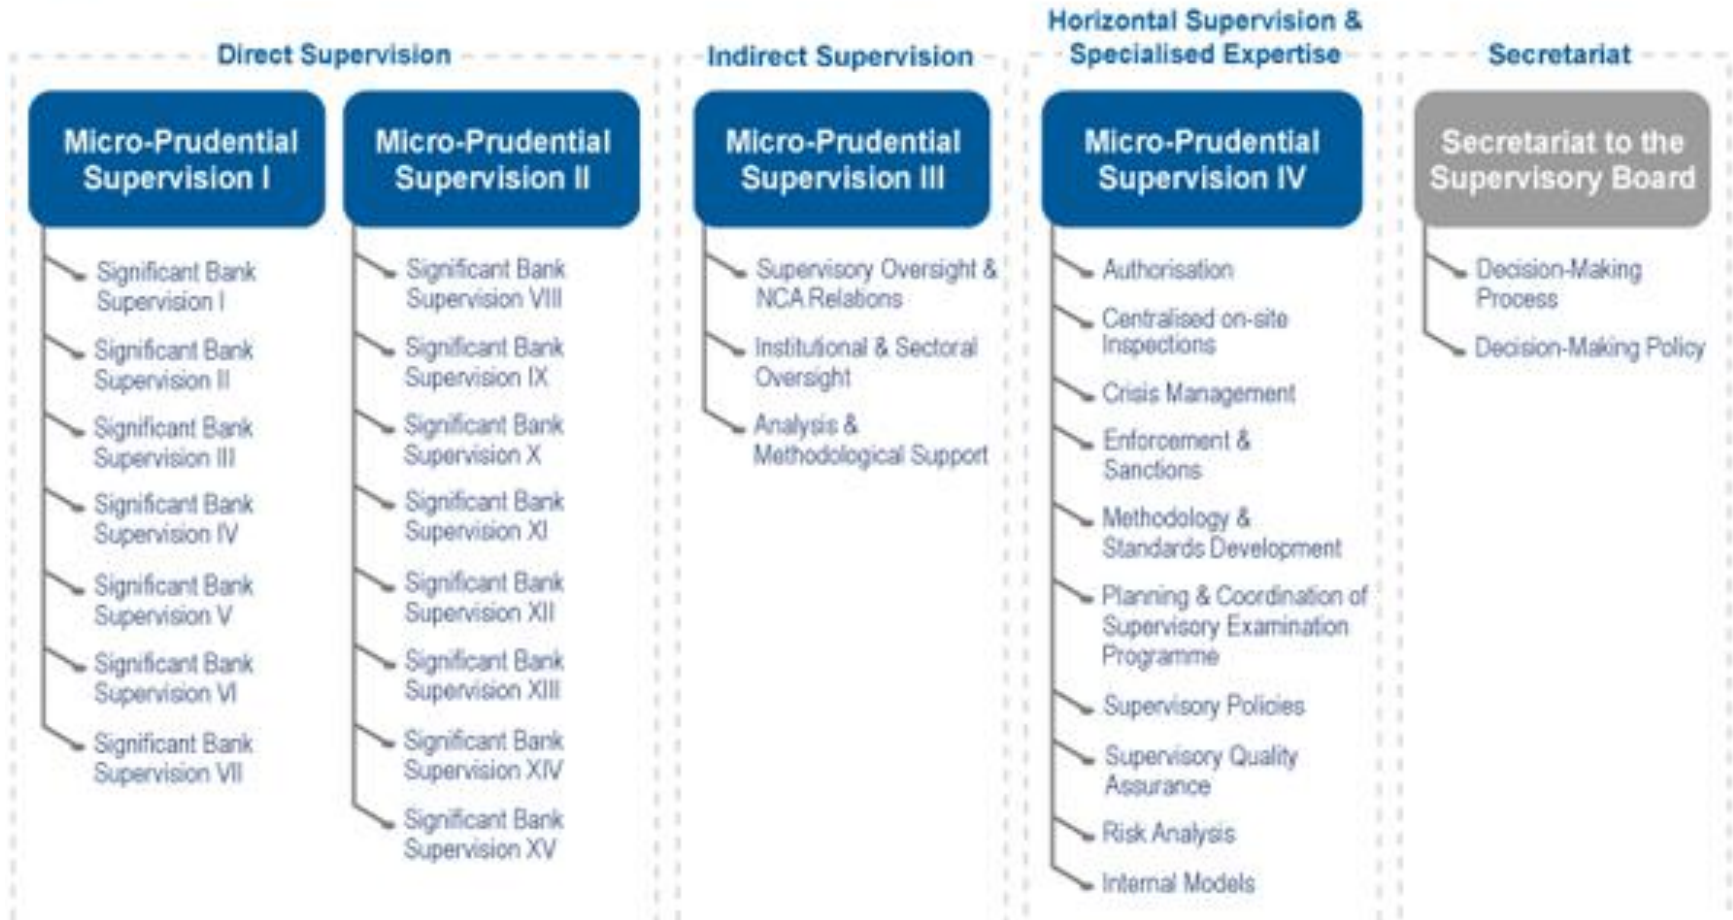 Direct Supervision
Micro-Prudential
Supervision I
Significant Bank
Supervision I
Significant Bank
Supervision II
Significant Bank
Supervision III
Significant Bank
Supervision IV
Significant Bank
Supervision V
Significant Bank
Supervision VI
Significant Bank
Supervision VII
Micro-Prudential
Supervision II
Significant Bank
Supervision VIII
Significant Bank
Supervision IX
Significant Bank
Supervision X
Significant Bank
Supervision XI
Significant Bank
Supervision XII
Significant Bank
Supervision XIII
Significant Bank
Supervision XIV
Significant Bank
Supervision XV
Indirect Supervision
Micro-Prudential
Supervision III
Supervisory Oversight &
NCA Relations
Institutional & Sectoral
Oversight
Analysis &
Methodological Support
Horizontal Supervision &
Specialised Expertise
Micro-Prudential
Supervision IV
Authorisation
Centralised on-site
Inspections
Crisis Management
Enforcement &
Sanctions
Methodology &
Standards Development
Planning & Coordination of
Supervisory Examination
Programme
Supervisory Policies
Supervisory Quality
Assurance
Risk Analysis
Internal Models
Secretariat
Secretariat to the
Supervisory Board
Decision-Making
Process
Decision-Making Policy